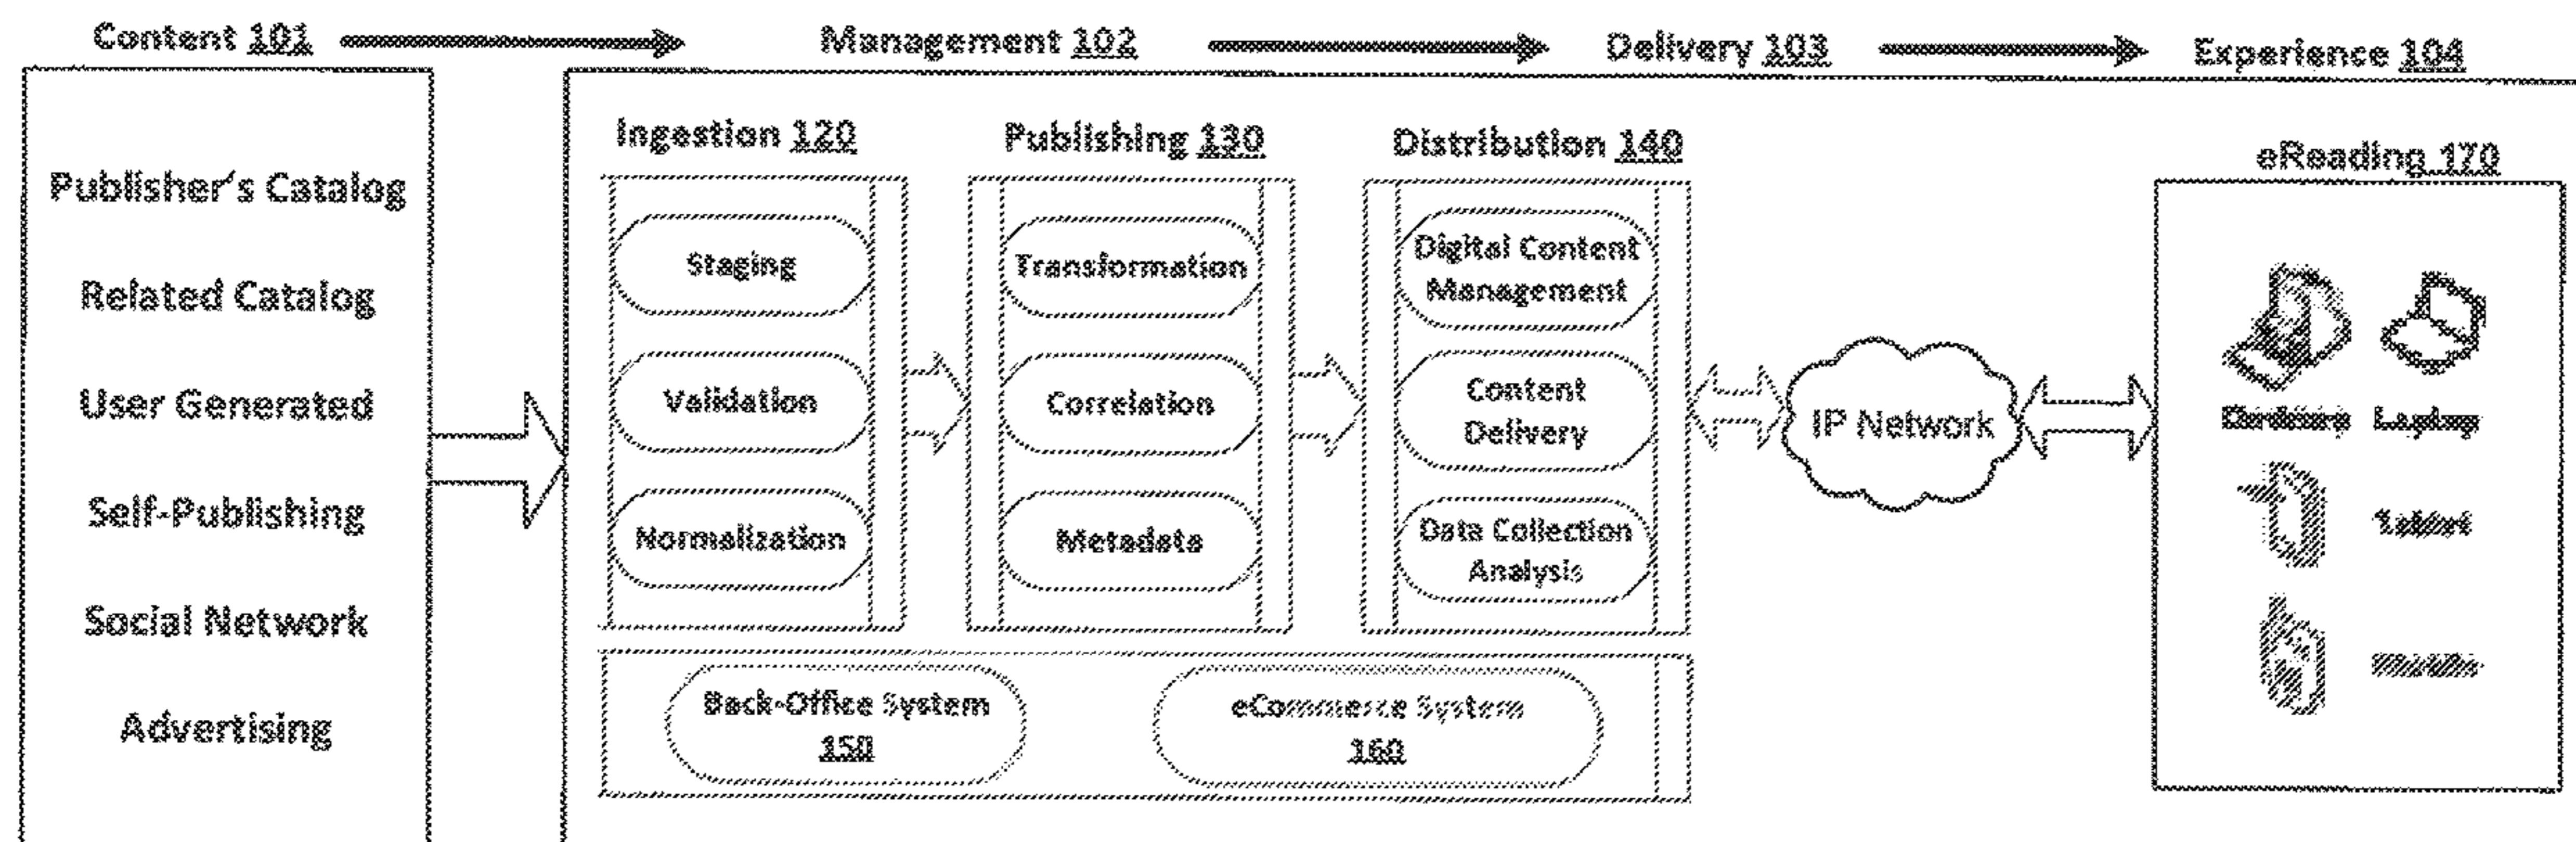 Content 101
Management 102
Delivery 103
Experience 104
Publisher's Catalog
Related Catalog
User Generated
Self-Publishing
Social Network
Advertising
Ingestion 120
Staging
Validation
Normalization
Publishing 130
Transformation
Correlation
Metadata
Distribution 140
Digital Content
Management
Content
Delivery
Data Collection
Analysis
Back-Office System
150
eCommerce System
160
IP Network
eReading 170
Desktop Laptop
Tablet